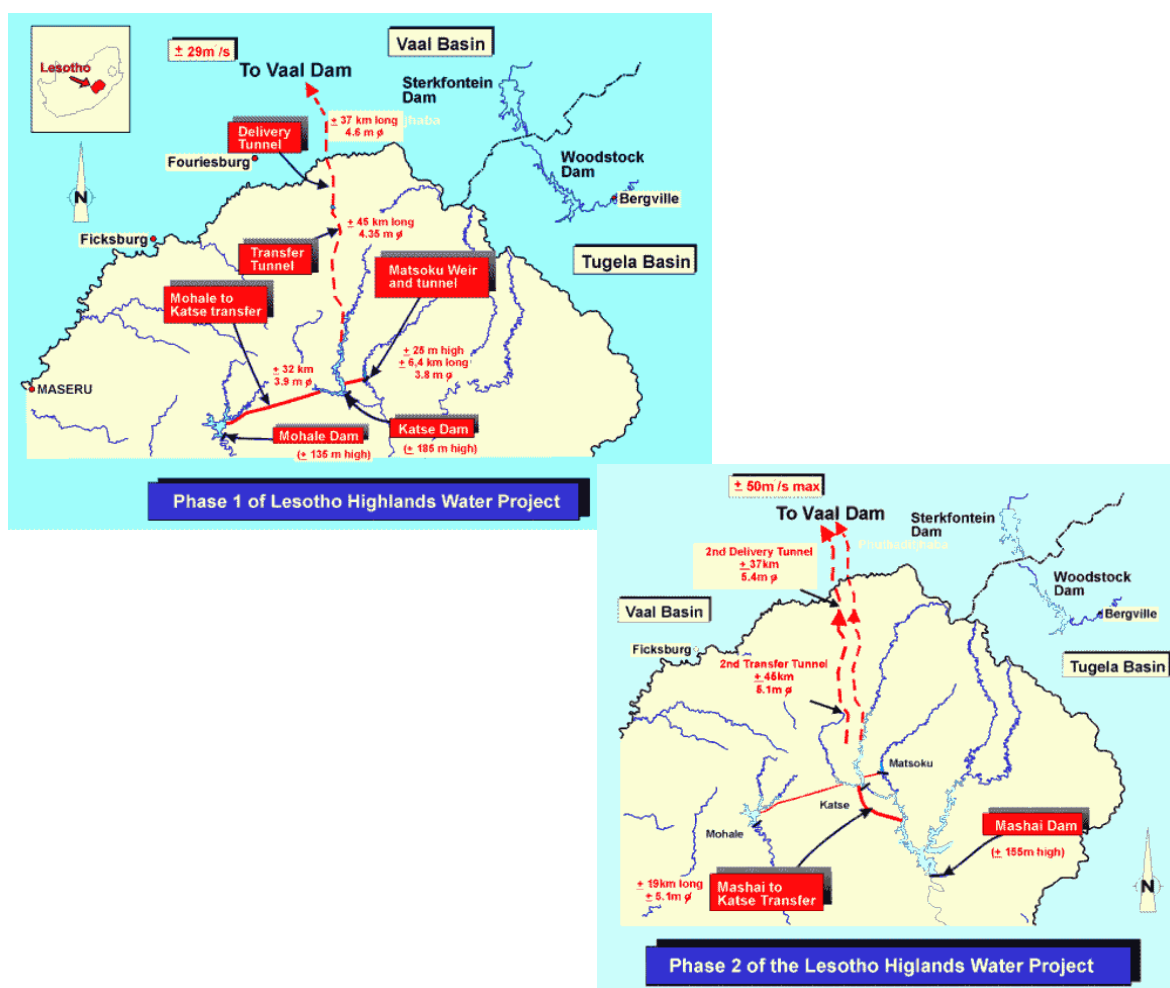 Lesotho
± 29m /s
Vaal Basin
To Vaal Dam
Sterkfontein
Dam
± 37 km long
4.6 m ø
jhaba
Delivery
Tunnel
Fouriesburg
Woodstock
Dam
Bergville
N
± 45 km long
4.35 m ø
Ficksburg
Transfer
Tunnel
Tugela Basin
Matsoku Weir
and tunnel
Mohale to
Katse transfer
± 25 m high
± 6,4 km long
3.8 m ø
± 32 km
3.9 m ø
MASERU
Mohale Dam
(± 135 m high)
Katse Dam
(± 185 m high)
Phase 1 of Lesotho Highlands Water Project
± 50m /s max
To Vaal Dam
Sterkfontein
Dam
Phuthaditjhaba
2nd Delivery Tunnel
±37km
5.4m ø
Woodstock
Dam
Bergville
Vaal Basin
Ficksburg
2nd Transfer Tunnel
±45km
5.1m ø
Tugela Basin
Matsoku
Katse
Mohale
Mashai Dam
(± 155m high)
± 19km long
± 5.1m ø
Mashai to
Katse Transfer
N
Phase 2 of the Lesotho Higlands Water Project